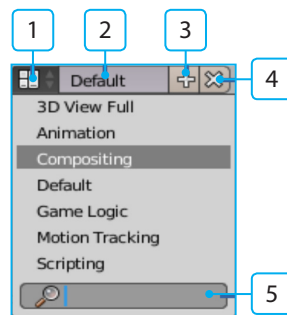 1 2 3
Default
4
3D View Full
Animation
Compositing
Default
Game Logic
Motion Tracking
Scripting
5